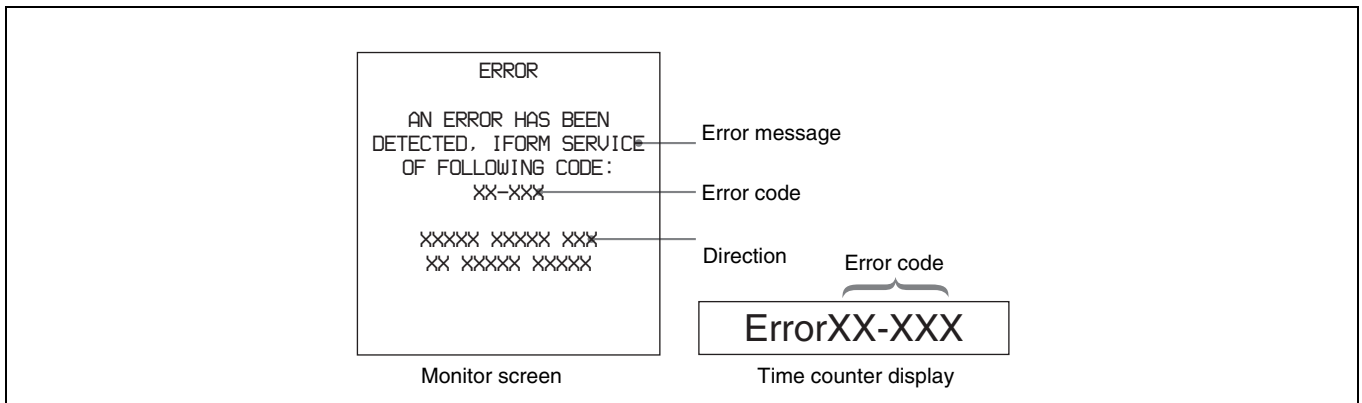 ERROR
AN ERROR HAS BEEN
DETECTED, IFORM SERVICE
OF FOLLOWING CODE:
XX-XXX
XXXXX XXXXX XXX
XX XXXXX XXXXX
Error message
Error code
Direction
Error code
ErrorXX-XXX
Monitor screen
Time counter display